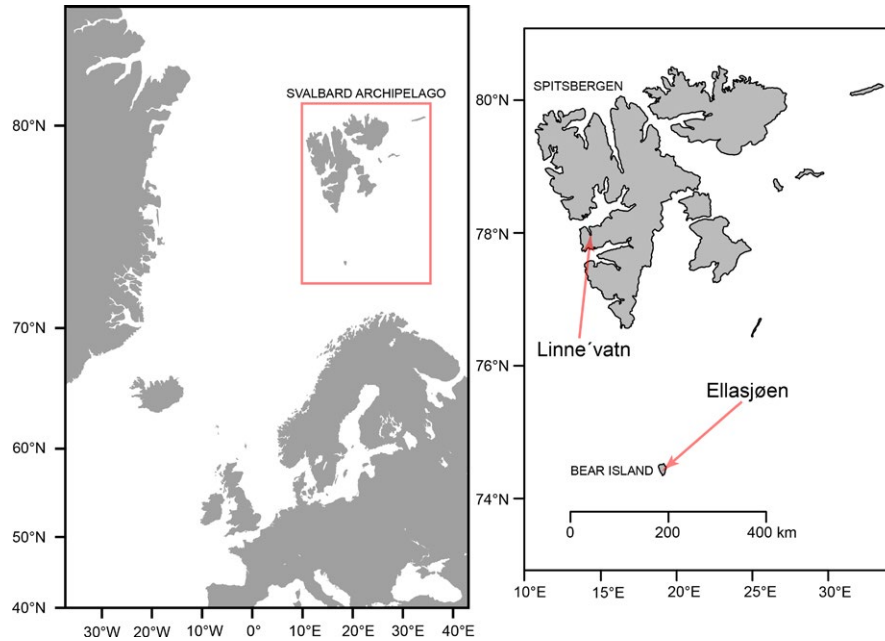 SVALBARD ARCHIPELAGO
80°N
70°N
60°N
50°N
40°N
30°W
20°W
10°W
0°
10°E
20°E
30°E
40°E
SPITSBERGEN
80°N
78°N
76°N
74°N
Linne´vatn
Ellasjøen
BEAR ISLAND
0 200 400 km
10°E
15°E
20°E
25°E
30°E